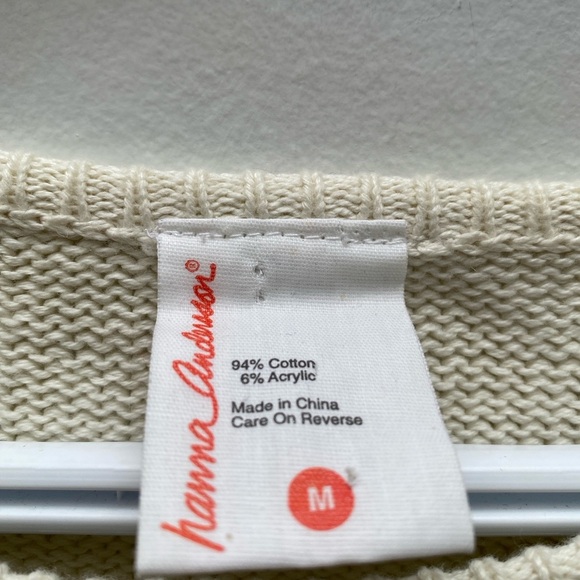 hanna andersson®
94% Cotton
6% Acrylic
Made in China
Care On Reverse
M